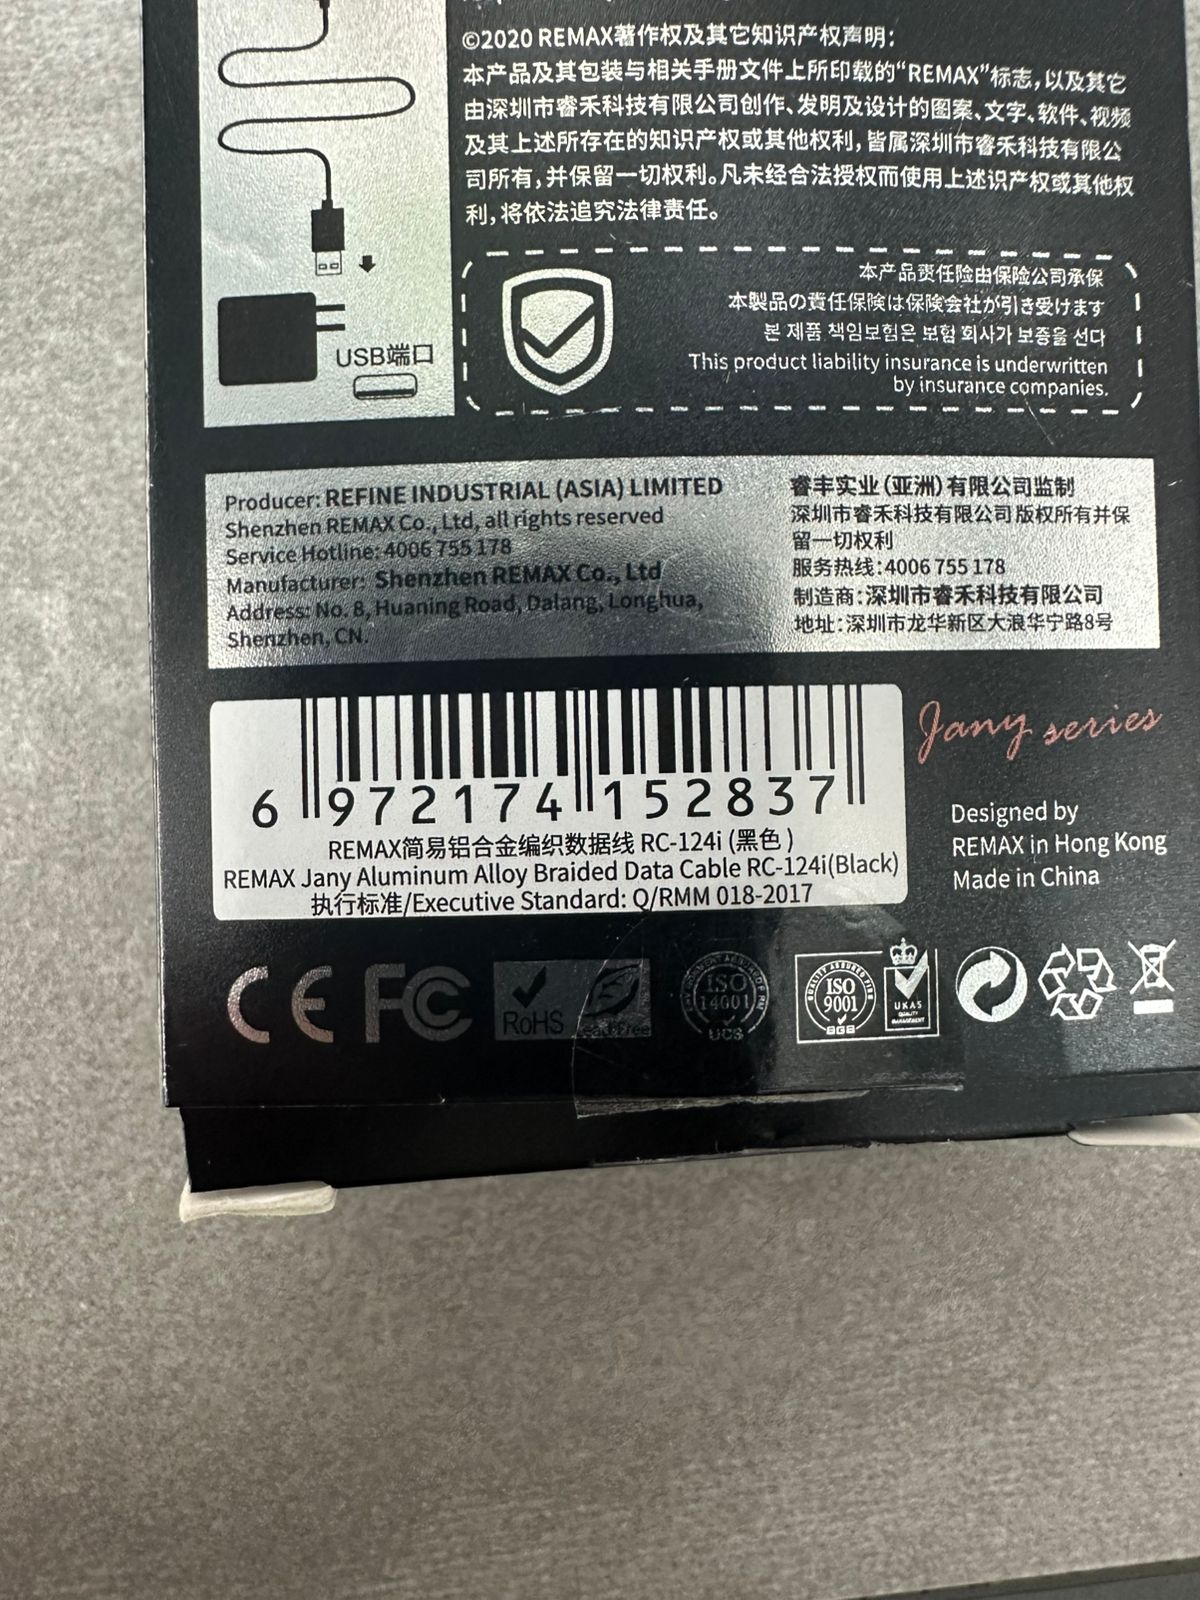 ©2020 REMAX著作权及其它知识产权声明:
本产品及其包装与相关手册文件上所印载的“REMAX”标志,以及其它
由深圳市睿禾科技有限公司创作、发明及设计的图案、文字、软件、视频
及其上述所存在的知识产权或其他权利,皆属深圳市睿禾科技有限公
司所有,并保留一切权利。凡未经合法授权而使用上述识产权或其他权
利,将依法追究法律责任。
USB端口
本产品责任险由保险公司承保
本製品の責任保険は保険会社が引き受けます
본 제품 책임보험은 보험 회사가 보증을 선다
This product liability insurance is underwritten
by insurance companies.
Producer: REFINE INDUSTRIAL (ASIA) LIMITED
Shenzhen REMAX Co., Ltd, all rights reserved
Service Hotline: 4006 755 178
Manufacturer: Shenzhen REMAX Co., Ltd
Address: No. 8, Huaning Road, Dalang, Longhua,
Shenzhen, CN.
睿丰实业(亚洲)有限公司监制
深圳市睿禾科技有限公司版权所有并保
留一切权利
服务热线:4006 755 178
制造商:深圳市睿禾科技有限公司
地址:深圳市龙华新区大浪华宁路8号
6 972174 152837
REMAX简易铝合金编织数据线 RC-124i (黑色)
REMAX Jany Aluminum Alloy Braided Data Cable RC-124i(Black)
执行标准/Executive Standard: Q/RMM 018-2017
Jany series
Designed by
REMAX in Hong Kong
Made in China
CE FC
RoHS
Lead Free
ISO
14001
UCS
QUALITY ASSURED FIRM
ISO
9001
SGS
UKAS
QUALITY
MANAGEMENT